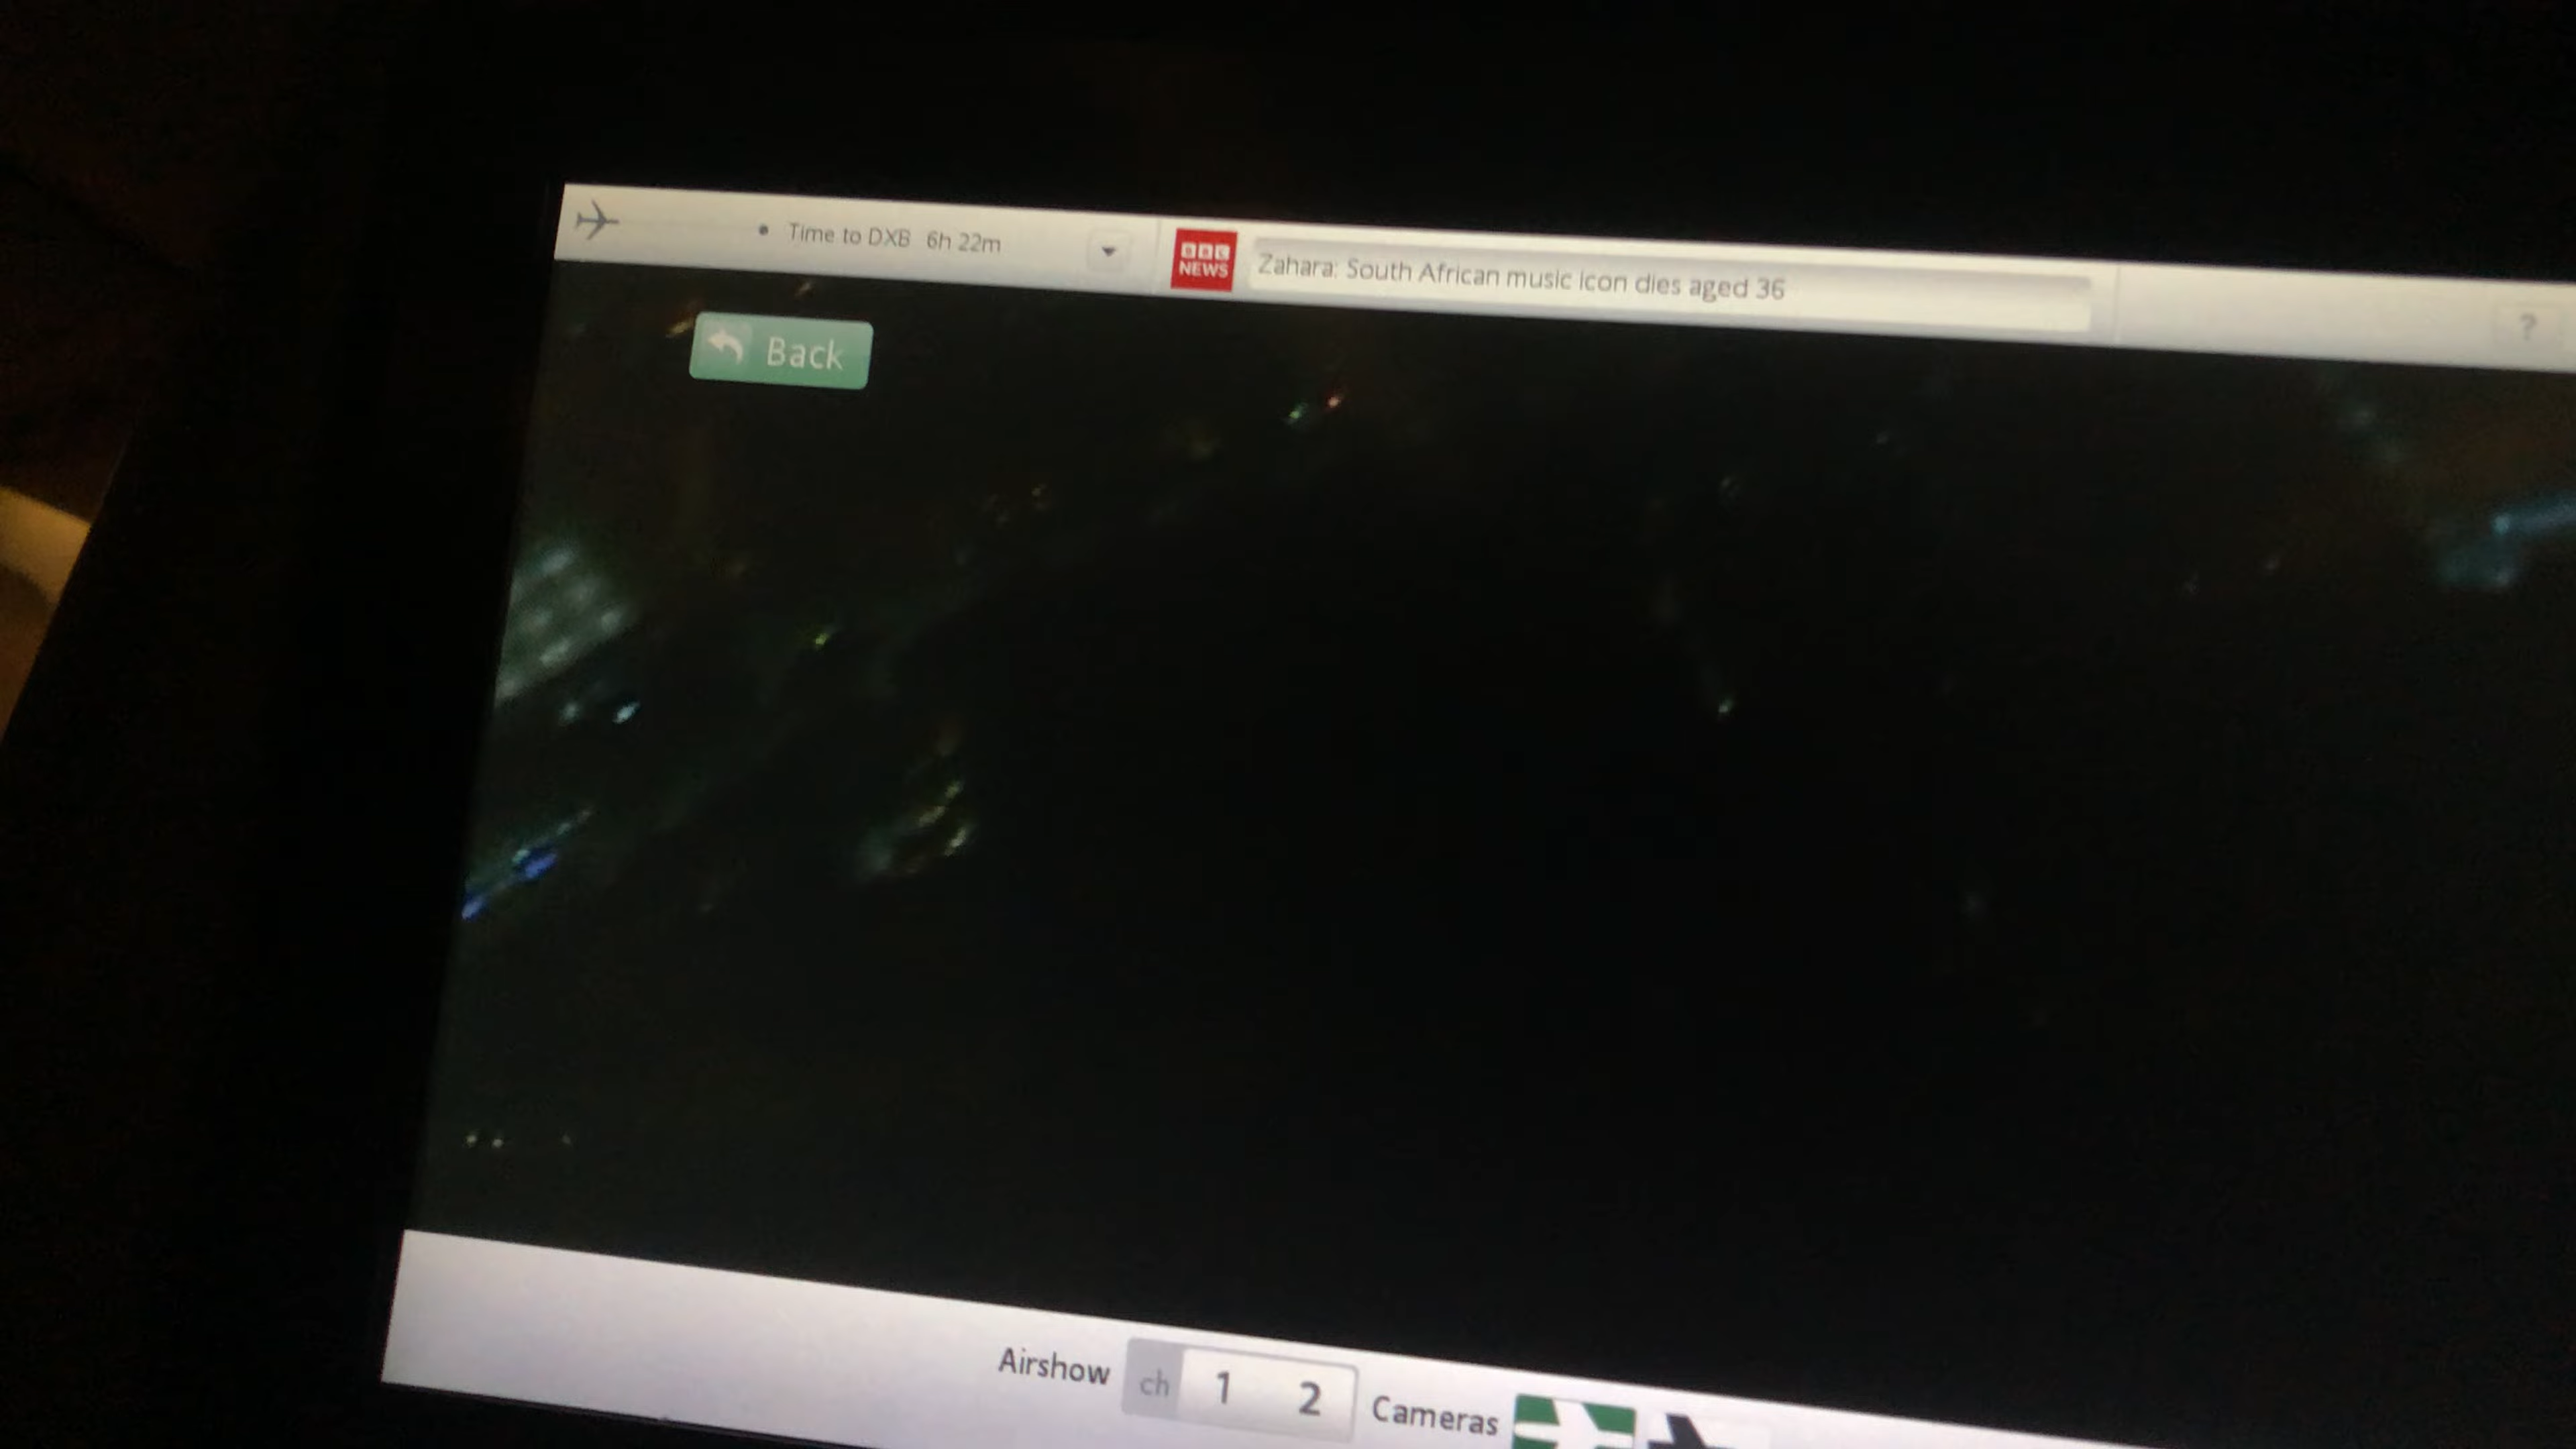 Time to DXB 6h 22m
BBC
NEWS
Zahara: South African music icon dies aged 36
?
Back
Airshow ch 1 2 Cameras